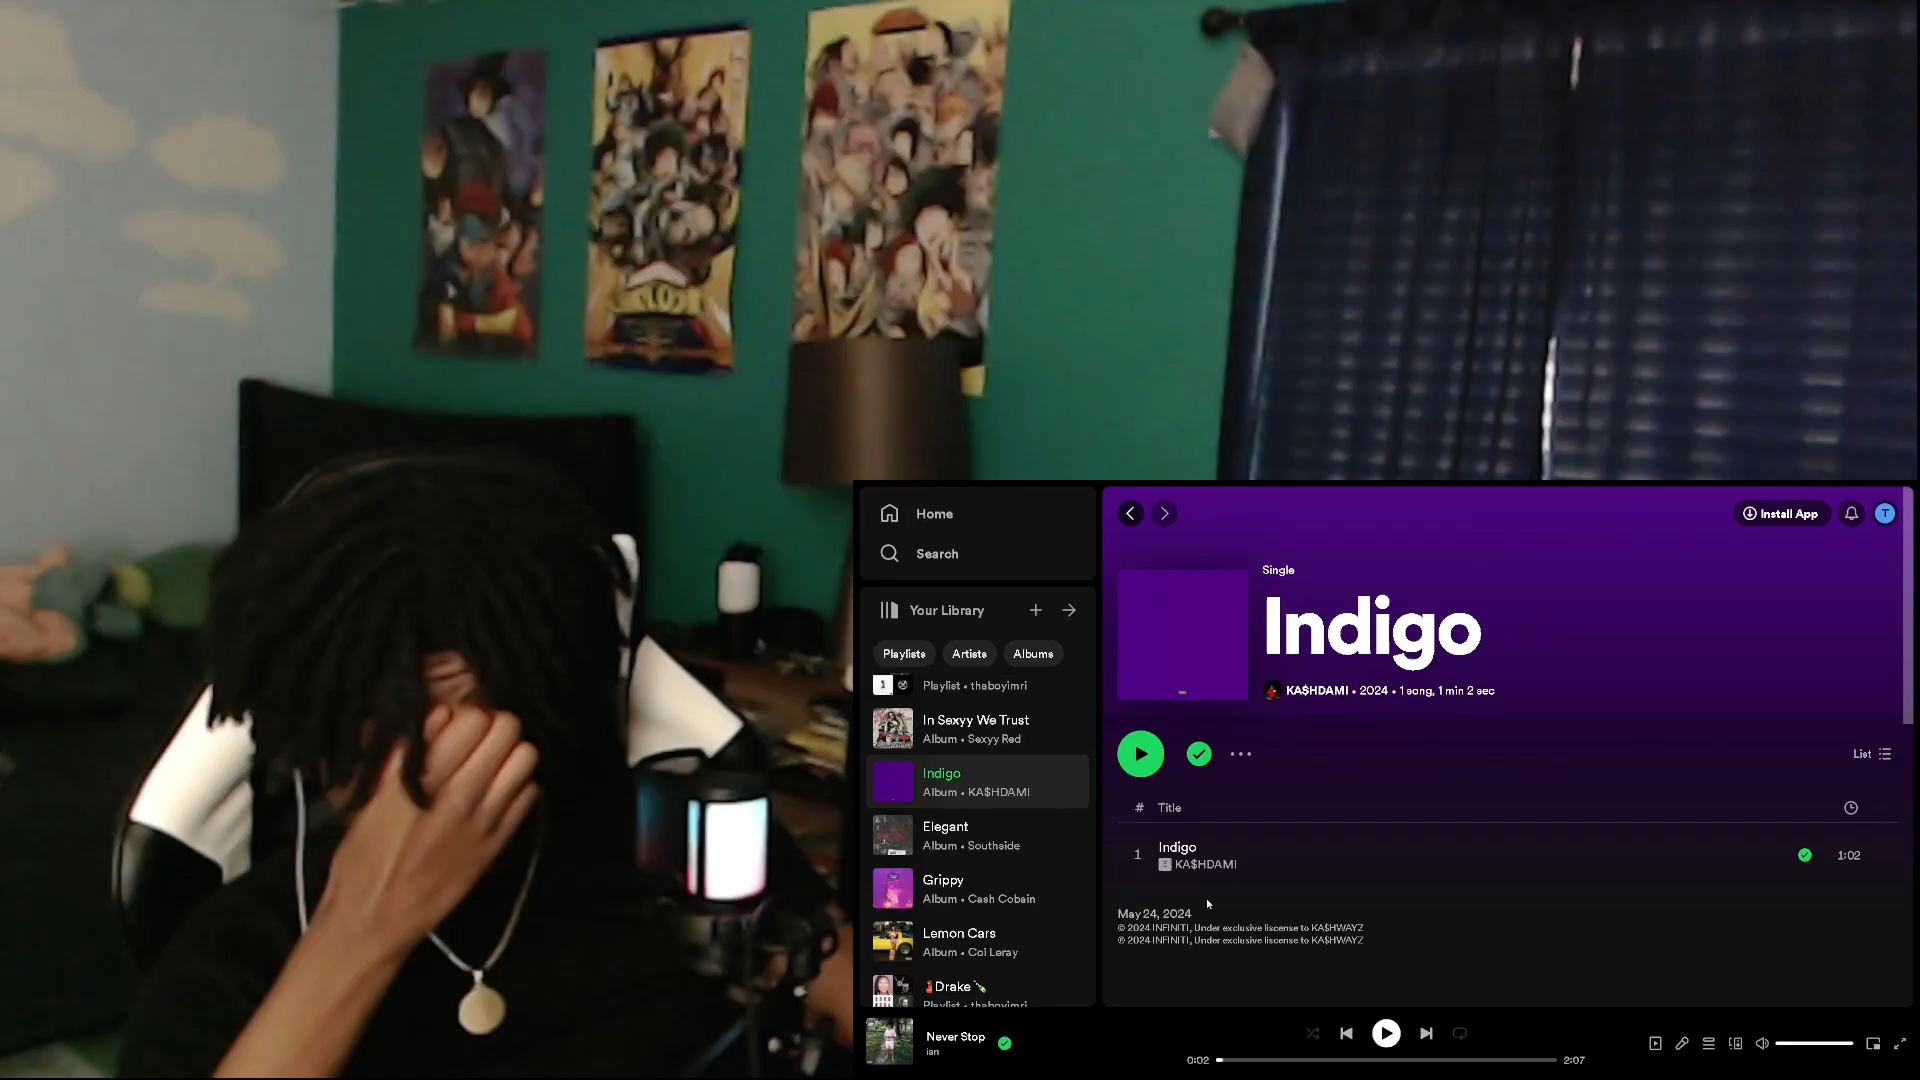 Home
Search
Your Library
Playlists
Artists
Albums
Playlist • thaboyimri
In Sexyy We Trust
Album • Sexyy Red
Indigo
Album • KA$HDAMI
Elegant
Album • Southside
Grippy
Album • Cash Cobain
Lemon Cars
Album • Coi Leray
Drake
Playlist • thaboyimri
Install App
T
Single
Indigo
KA$HDAMI • 2024 • 1 song, 1 min 2 sec
List
# Title
1 Indigo
E KA$HDAMI
1:02
May 24, 2024
© 2024 INFINITI, Under exclusive liscense to KA$HWAYZ
℗ 2024 INFINITI, Under exclusive liscense to KA$HWAYZ
Never Stop
ian
0:02
2:07